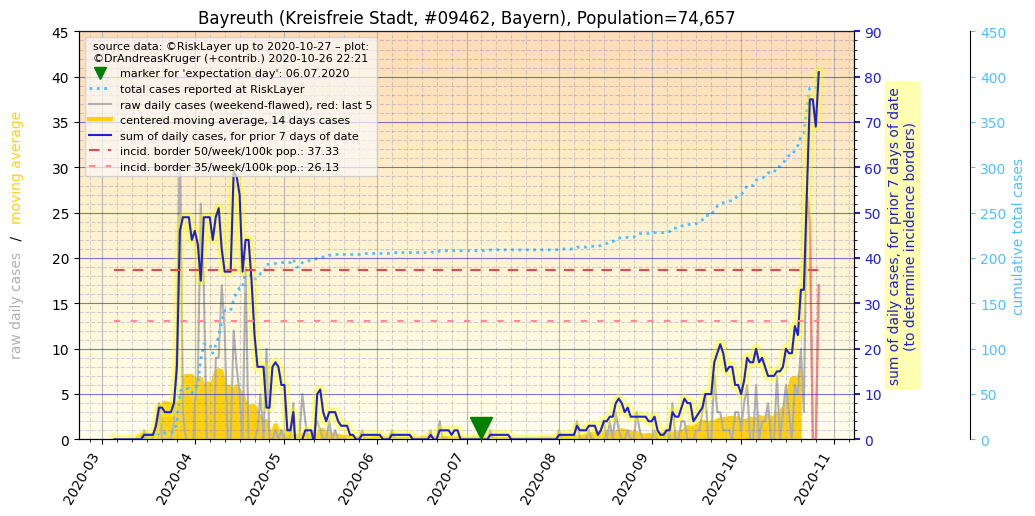 Bayreuth (Kreisfreie Stadt, #09462, Bayern), Population=74,657
source data: ©RiskLayer up to 2020-10-27 – plot:
©DrAndreasKruger (+contrib.) 2020-10-26 22:21
marker for 'expectation day': 06.07.2020
total cases reported at RiskLayer
raw daily cases (weekend-flawed), red: last 5
centered moving average, 14 days cases
sum of daily cases, for prior 7 days of date
incid. border 50/week/100k pop.: 37.33
incid. border 35/week/100k pop.: 26.13
raw daily cases / moving average
45
40
35
30
25
20
15
10
5
0
90
80
70
60
50
40
30
20
10
0
sum of daily cases, for prior 7 days of date
(to determine incidence borders)
450
400
350
300
250
200
150
100
50
0
cumulative total cases
2020-03
2020-04
2020-05
2020-06
2020-07
2020-08
2020-09
2020-10
2020-11